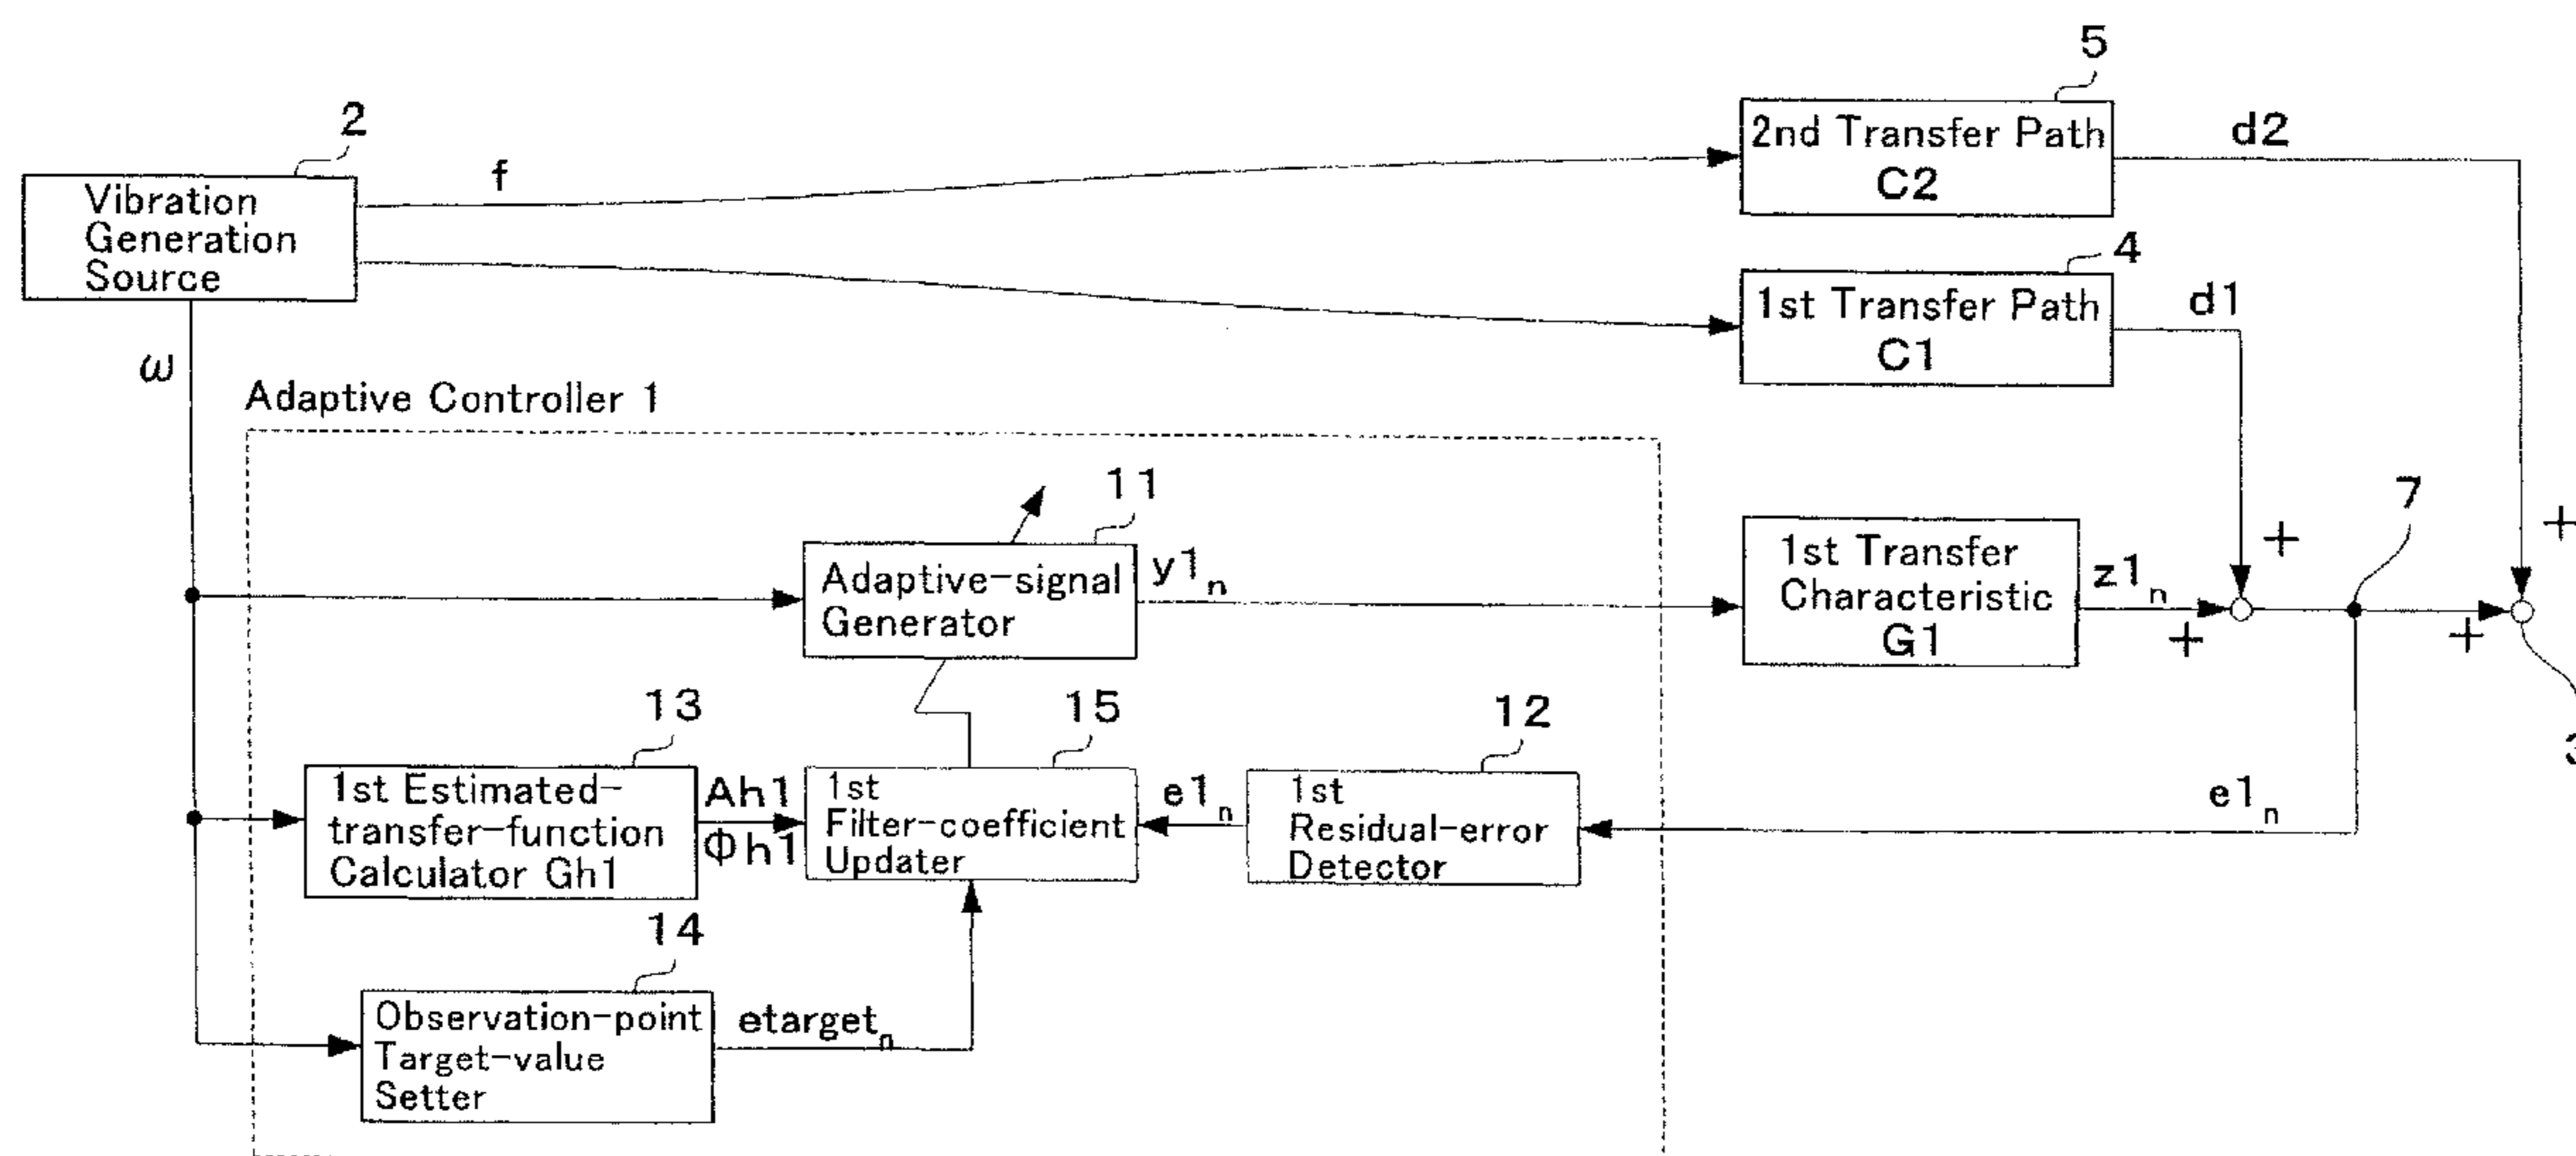 5
2nd Transfer Path
C2
d2
2
f
Vibration
Generation
Source
4
1st Transfer Path
C1
d1
ω
Adaptive Controller 1
11
Adaptive-signal
Generator
y1n
1st Transfer
Characteristic
G1
z1n
+
+
7
+
+
3
13
1st Estimated-
transfer-function
Calculator Gh1
Ah1
Φh1
15
1st
Filter-coefficient
Updater
e1n
12
1st
Residual-error
Detector
e1n
14
Observation-point
Target-value
Setter
etargetn